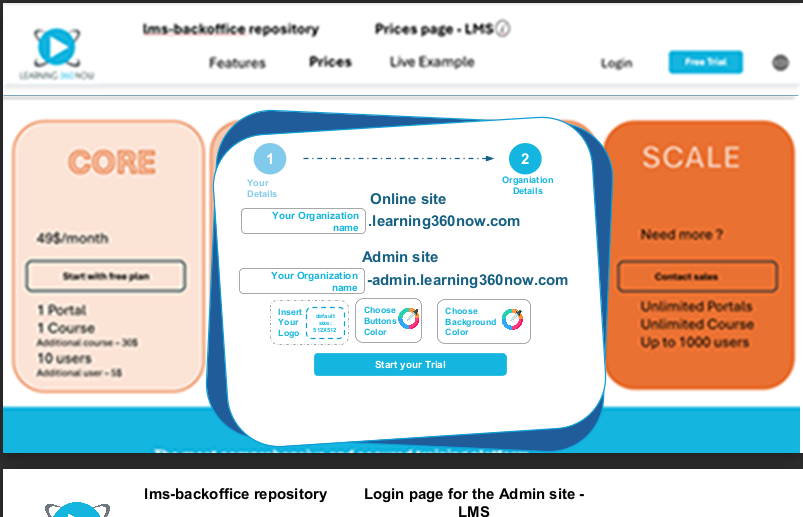 lms-backoffice repository
Prices page - LMS
LEARNING 360 NOW
Features
Prices
Live Example
Login
Free Trial
CORE
49$/month
Start with free plan
1 Portal
1 Course
Additional course – 30$
10 users
Additional user – 5$
1
2
Your
Details
Organiation
Details
Online site
Your Organization
name
.learning360now.com
Admin site
Your Organization
name
-admin.learning360now.com
Insert
Your
Logo
default
size:
512X512
Choose
Buttons
Color
Choose
Background
Color
Start your Trial
SCALE
Need more ?
Contact sales
Unlimited Portals
Unlimited Course
Up to 1000 users
lms-backoffice repository
Login page for the Admin site -
LMS